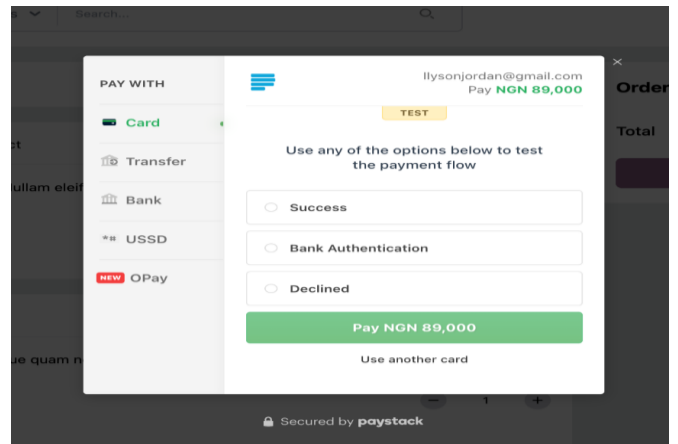 s
Search...
llysonjordan@gmail.com
Pay NGN 89,000
PAY WITH
Card
Transfer
Bank
USSD
NEW OPay
TEST
Use any of the options below to test
the payment flow
Success
Bank Authentication
Declined
Pay NGN 89,000
Use another card
Order
Total
ct
ullam eleif
ue quam n
1
Secured by paystack